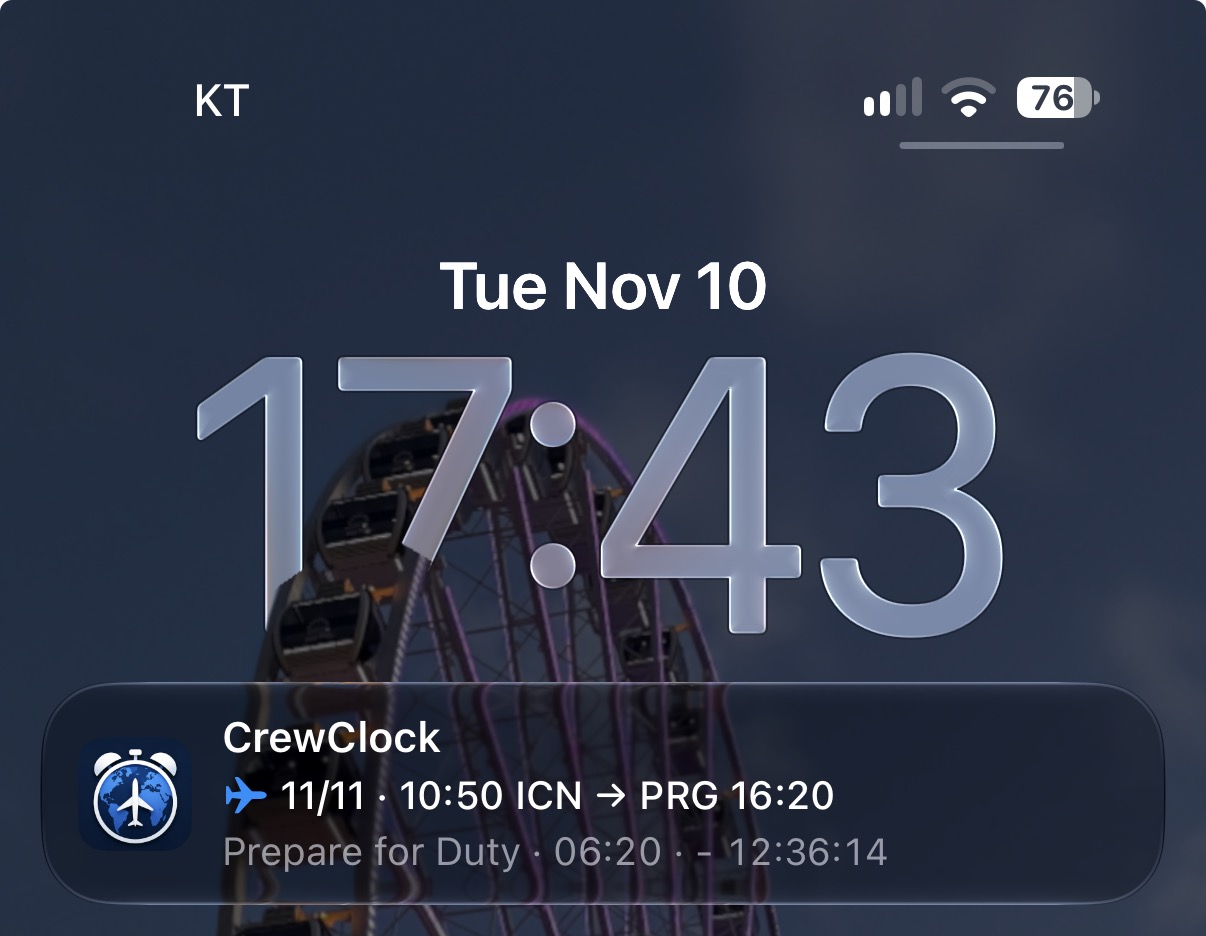 KT
76
Tue Nov 10
17:43
CrewClock
11/11 · 10:50 ICN → PRG 16:20
Prepare for Duty · 06:20 · - 12:36:14